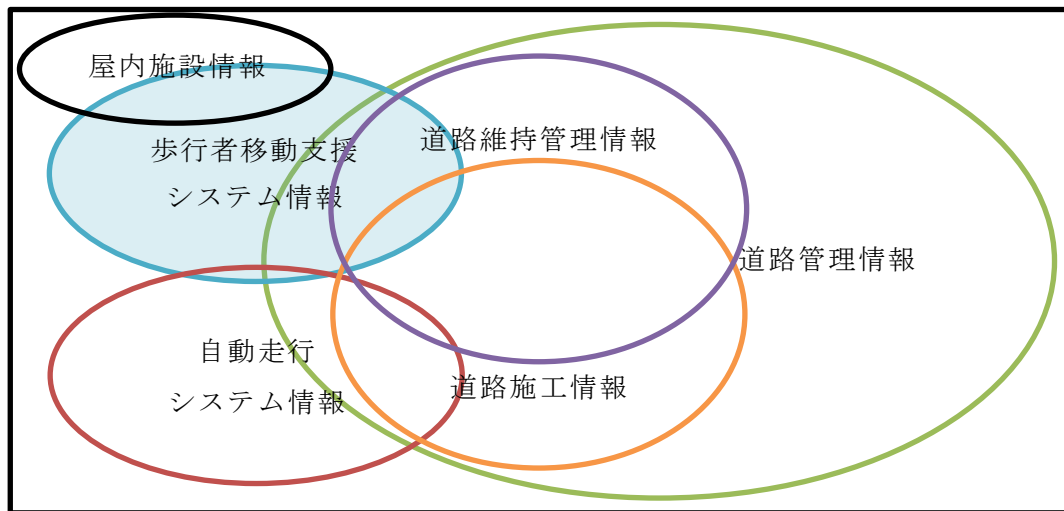 屋内施設情報
歩行者移動支援
システム情報
道路維持管理情報
道路管理情報
自動走行
システム情報
道路施工情報